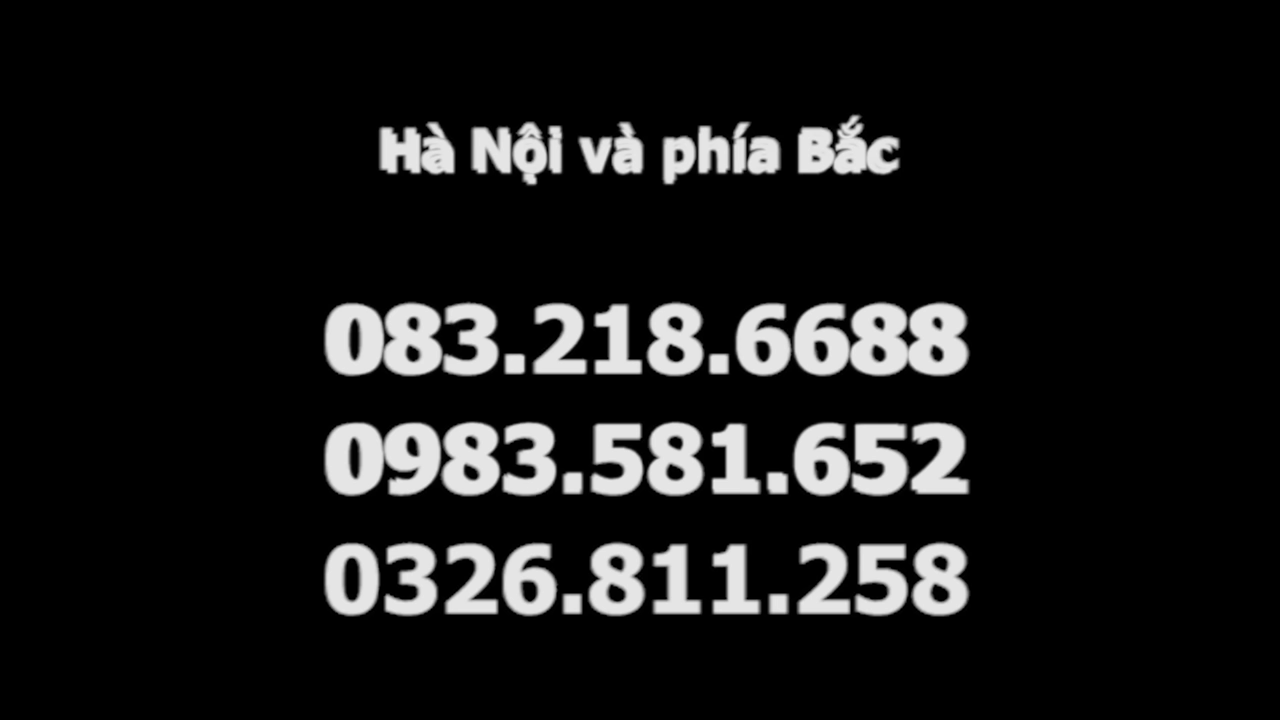 Hà Nội và phía Bắc
083.218.6688
0983.581.652
0326.811.258